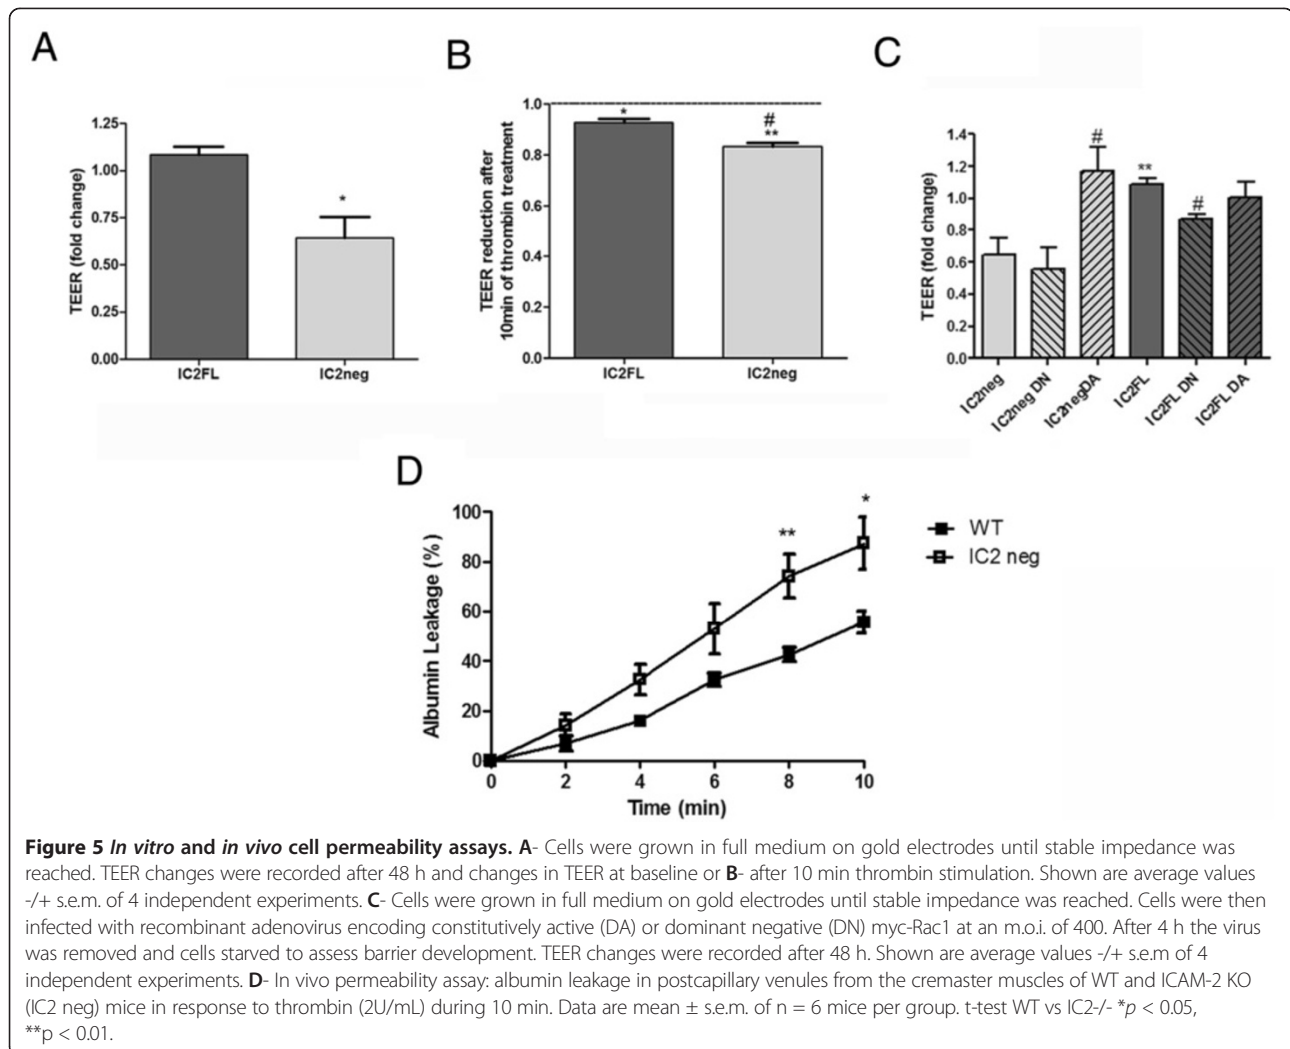 A
B
C
TEER (fold change)
1.25
1.00
0.75
0.50
0.25
0.00
*
IC2FL
IC2neg
TEER reduction after
10min of thrombin treatment
1.0
0.8
0.6
0.4
0.2
0.0
*
#
**
IC2FL
IC2neg
TEER (fold change)
1.4
1.2
1.0
0.8
0.6
0.4
0.2
0.0
#
**
#
IC2neg
IC2neg DN
IC2negDA
IC2FL
IC2FL DN
IC2FL DA
D
Albumin Leakage (%)
100
80
60
40
20
0
**
*
0 2 4 6 8 10
Time (min)
WT
IC2 neg
Figure 5 In vitro and in vivo cell permeability assays. A- Cells were grown in full medium on gold electrodes until stable impedance was
reached. TEER changes were recorded after 48 h and changes in TEER at baseline or B- after 10 min thrombin stimulation. Shown are average values
-/+ s.e.m. of 4 independent experiments. C- Cells were grown in full medium on gold electrodes until stable impedance was reached. Cells were then
infected with recombinant adenovirus encoding constitutively active (DA) or dominant negative (DN) myc-Rac1 at an m.o.i. of 400. After 4 h the virus
was removed and cells starved to assess barrier development. TEER changes were recorded after 48 h. Shown are average values -/+ s.e.m of 4
independent experiments. D- In vivo permeability assay: albumin leakage in postcapillary venules from the cremaster muscles of WT and ICAM-2 KO
(IC2 neg) mice in response to thrombin (2U/mL) during 10 min. Data are mean ± s.e.m. of n = 6 mice per group. t-test WT vs IC2-/- *p < 0.05,
**p < 0.01.